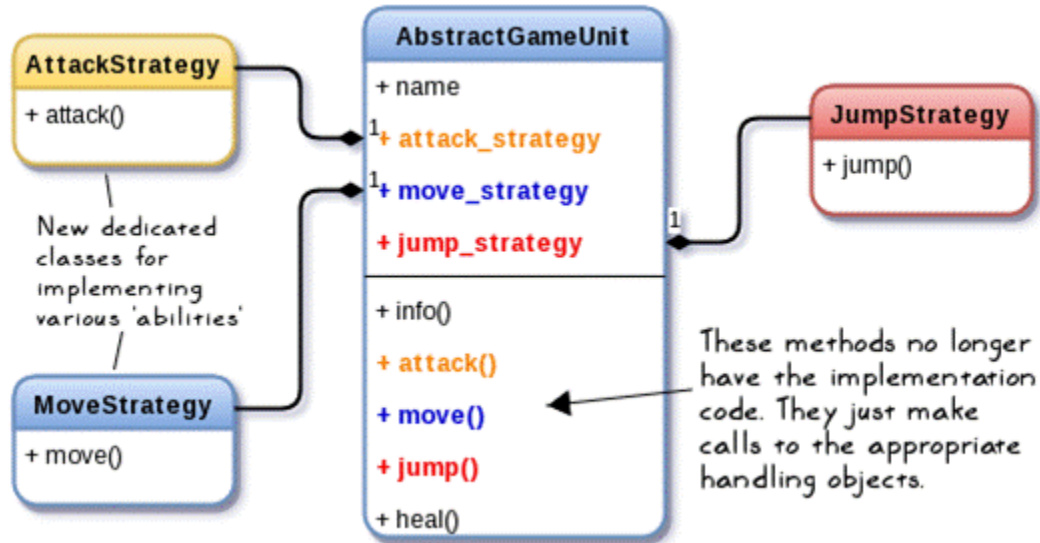 AttackStrategy
+ attack()
New dedicated
classes for
implementing
various 'abilities'
MoveStrategy
+ move()
AbstractGameUnit
+ name
1
+ attack_strategy
1
+ move_strategy
+ jump_strategy
1
+ info()
+ attack()
+ move()
+ jump()
+ heal()
JumpStrategy
+ jump()
These methods no longer
have the implementation
code. They just make
calls to the appropriate
handling objects.